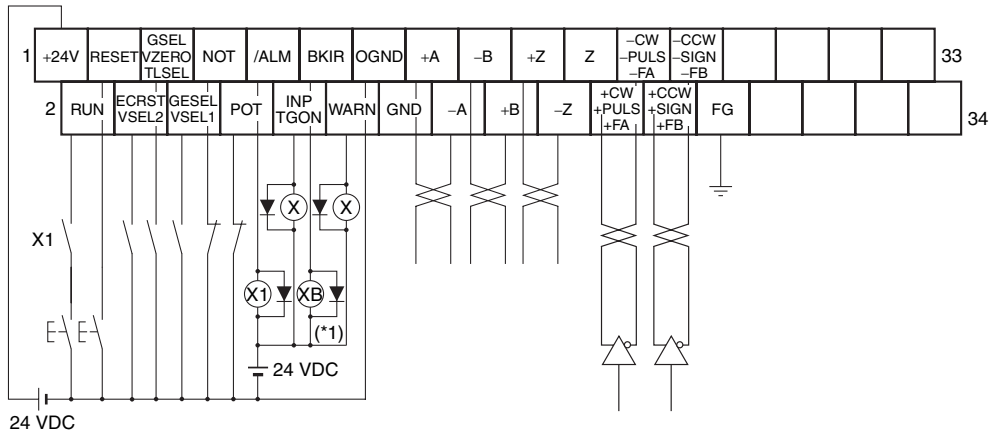 1
+24V
RESET
GSEL
VZERO
TLSEL
NOT
/ALM
BKIR
OGND
+A
−B
+Z
Z
−CW
−PULS
−FA
−CCW
−SIGN
−FB
33
2
RUN
ECRST
VSEL2
GESEL
VSEL1
POT
INP
TGON
WARN
GND
−A
+B
−Z
+CW
+PULS
+FA
+CCW
+SIGN
+FB
FG
34
X
X
X1
X1
XB
(*1)
24 VDC
24 VDC